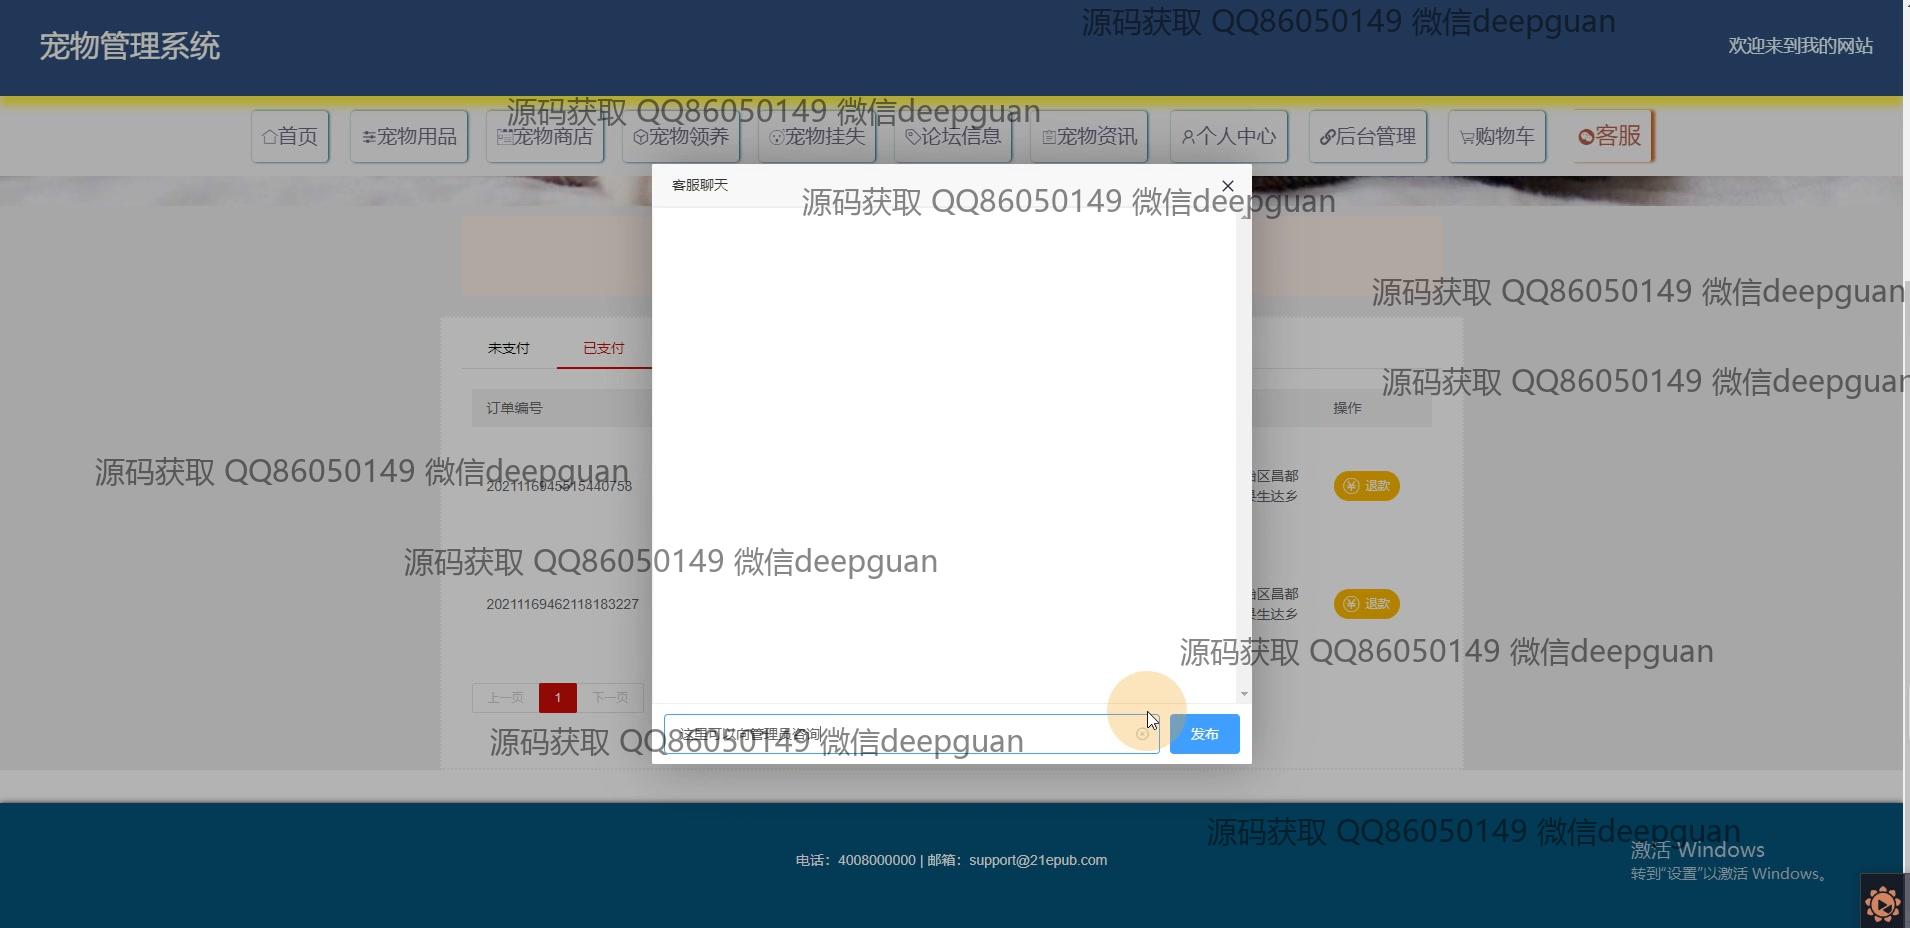 源码获取 QQ86050149 微信deepguan
宠物管理系统
欢迎来到我的网站
源码获取 QQ86050149 微信deepguan
首页
宠物用品
宠物商店
宠物领养
宠物挂失
论坛信息
宠物资讯
个人中心
后台管理
购物车
客服
客服聊天
源码获取 QQ86050149 微信deepguan
源码获取 QQ86050149 微信deepguan
未支付
已支付
源码获取 QQ86050149 微信deepguan
订单编号
操作
源码获取 QQ86050149 微信deepguan
2021116945515440758
区昌都
生达乡
退款
源码获取 QQ86050149 微信deepguan
20211169462118183227
区昌都
生达乡
退款
源码获取 QQ86050149 微信deepguan
上一页
1
下一页
这里可以向管理员咨询
发布
源码获取 QQ86050149 微信deepguan
源码获取 QQ86050149 微信deepguan
电话：4008000000 | 邮箱：support@21epub.com
激活 Windows
转到"设置"以激活 Windows。